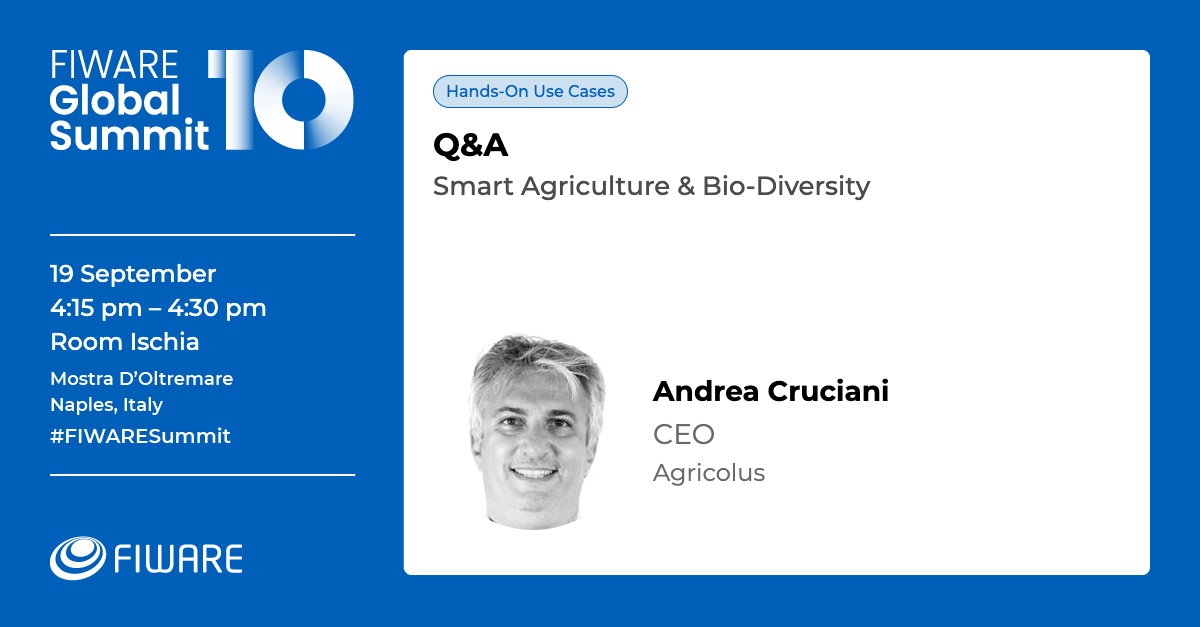 FIWARE
Global
Summit
10
19 September
4:15 pm – 4:30 pm
Room Ischia
Mostra D’Oltremare
Naples, Italy
#FIWARESummit
FIWARE
Hands-On Use Cases
Q&A
Smart Agriculture & Bio-Diversity
Andrea Cruciani
CEO
Agricolus